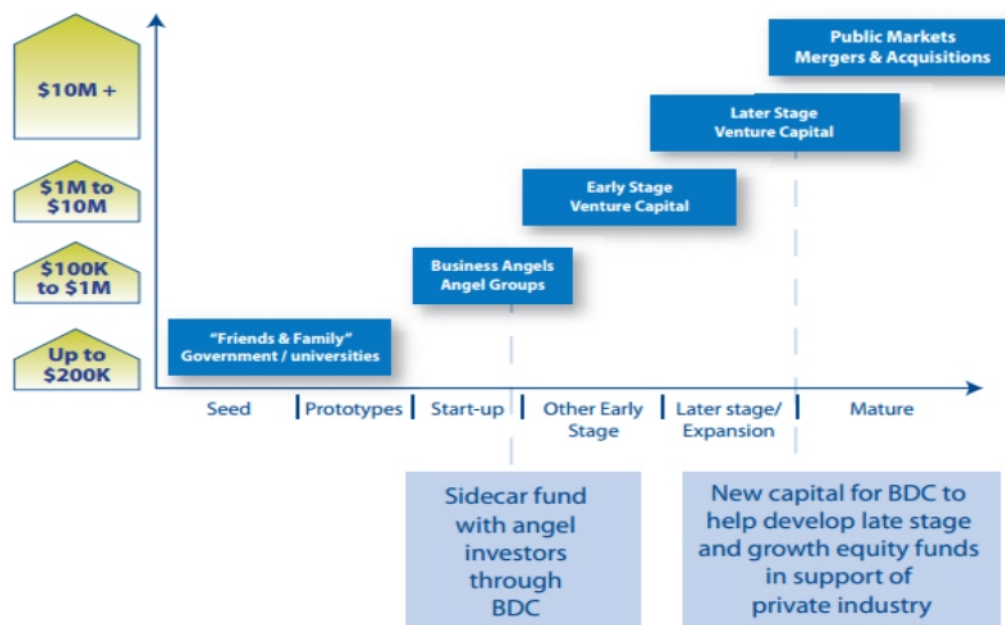 Public Markets
Mergers & Acquisitions
$10M +
Later Stage
Venture Capital
$1M to
$10M
Early Stage
Venture Capital
$100K
to $1M
Business Angels
Angel Groups
Up to
$200K
“Friends & Family”
Government / universities
Seed
Prototypes
Start-up
Other Early
Stage
Later stage/
Expansion
Mature
Sidecar fund
with angel
investors
through
BDC
New capital for BDC to
help develop late stage
and growth equity funds
in support of
private industry